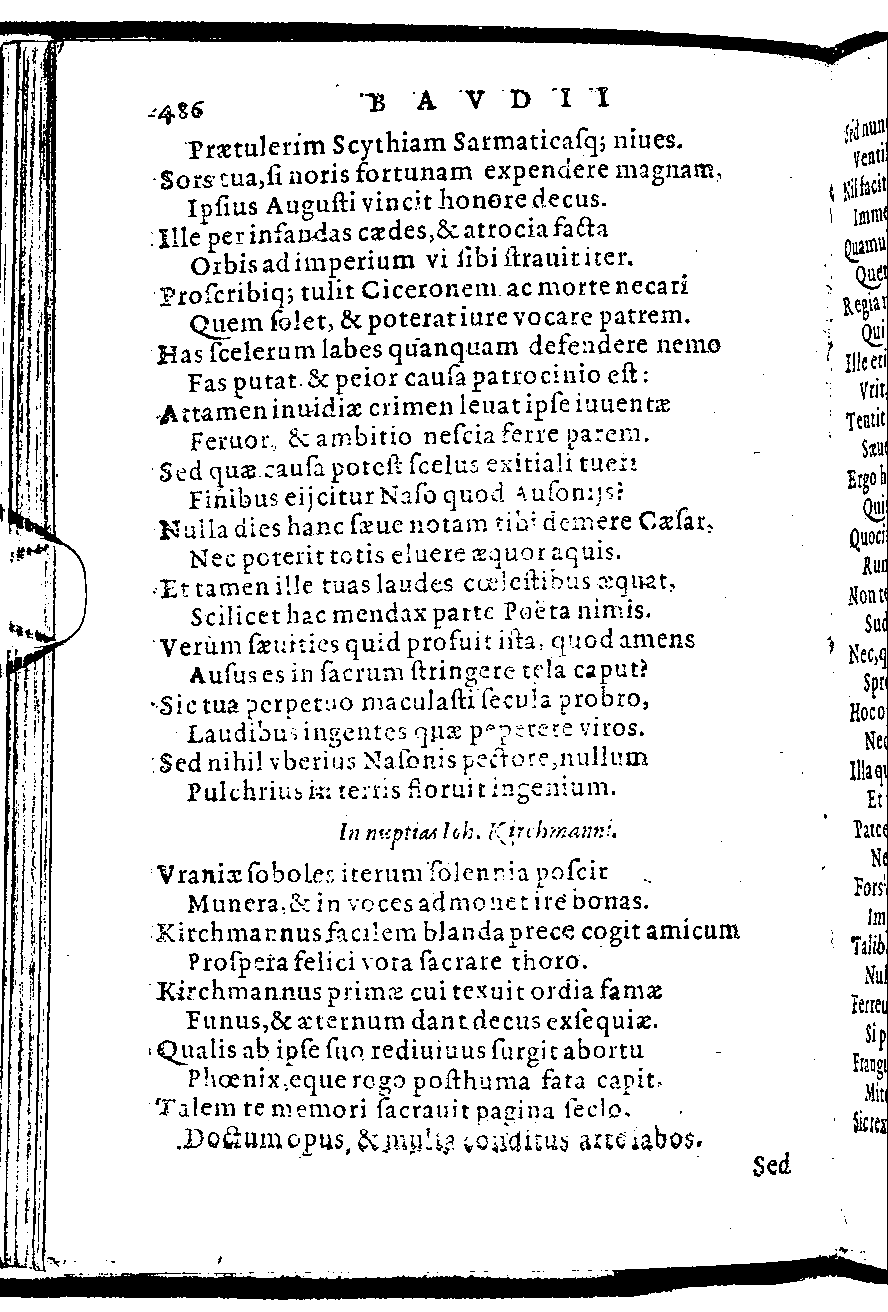 486 BAVDII
Prætulerim Scythiam Sarmaticaſq; niues.
Sors tua, ſi noris fortunam expendere magnam,
Ipſius Auguſti vincit honore decus.
Ille per infandas cædes, & atrocia facta
Orbis ad imperium vi ſibi ſtrauit iter.
Proſcribiq; tulit Ciceronem ac morte necari
Quem ſolet, & poterat iure vocare patrem.
Has ſcelerum labes quanquam defendere nemo
Fas putat. & peior cauſa patrocinio eſt:
Attamen inuidiæ crimen leuat ipſe iuuentæ
Feruor, & ambitio neſcia ferre parem.
Sed quæ cauſa poteſt ſcelus exitiali tueri
Finibus eijcitur Naſo quod Auſonijs?
Nulla dies hanc ſæue notam tibi demere Cæſar,
Nec poterit totis eluere æquor aquis.
Et tamen ille tuas laudes cœleſtibus æquat,
Scilicet hac mendax parte Poëta nimis.
Verùm ſæuities quid profuit iſta, quod amens
Auſus es in ſacrum ſtringere tela caput?
Sic tua perpetuo maculaſti ſecula probro,
Laudibus ingentes quæ peperere viros.
Sed nihil vberius Naſonis pectore, nullum
Pulchrius in terris floruit ingenium.
In nuptias Ioh. Kirchmanni.
Vraniæ ſoboles iterum ſolennia poſcit
Munera, & in voces admonet ire bonas.
Kirchmannus facilem blanda prece cogit amicum
Proſpera felici vota ſacrare thoro.
Kirchmannus primæ cui texuit ordia famæ
Funus, & æternum dant decus exſequiæ.
Qualis ab ipſe ſuo rediuiuus ſurgit abortu
Phœnix, eque rogo poſthuma fata capit,
Talem te memori ſacrauit pagina ſeclo.
Doctum opus, & multa conditus arte labos.
Sed
Sed nun
Venti
Nil facit
Imme
Quamu
Quem
Regia
Qui
Ille eti
Vrit,
Tentit
Sæu
Ergo h
Qui
Quoci
Rur
Non te
Sud
Nec, q
Spre
Hoc o
Nec
Illa qu
Et
Parce
Ne
Forsi
Im
Talib
Nuſ
Ferreu
Si p
Frang
Mite
Sic rex